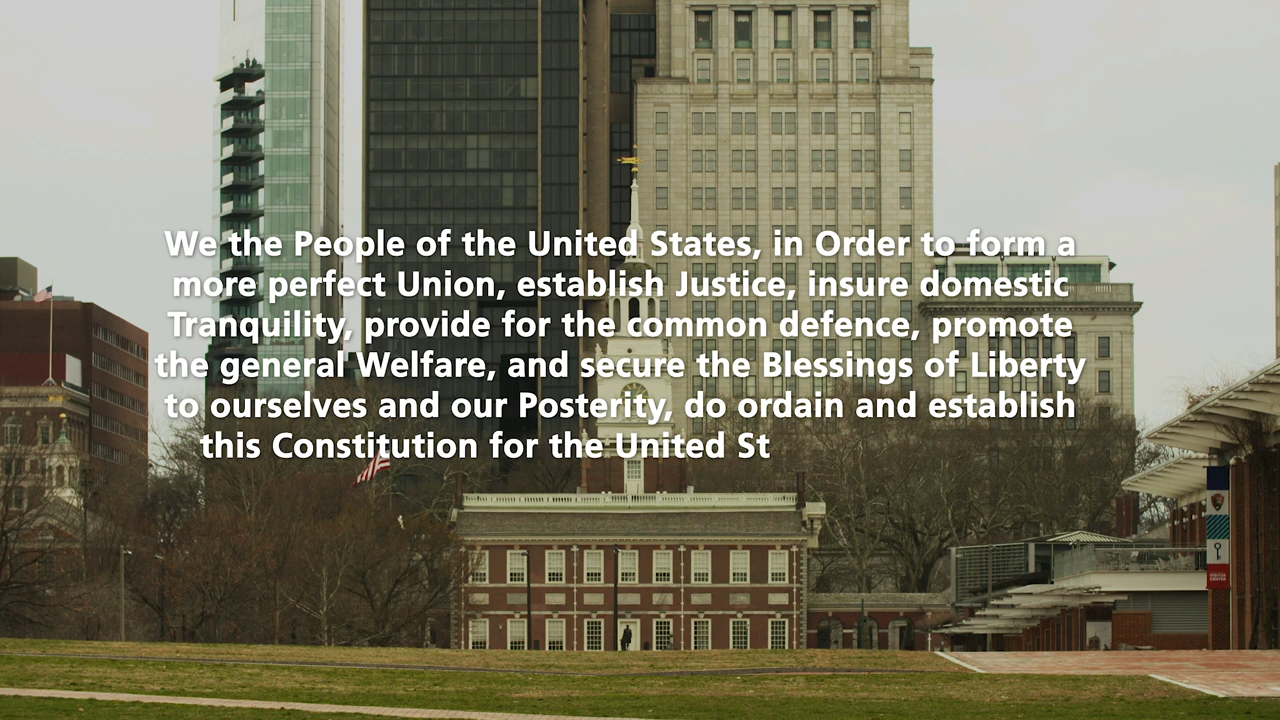 We the People of the United States, in Order to form a
more perfect Union, establish Justice, insure domestic
Tranquility, provide for the common defence, promote
the general Welfare, and secure the Blessings of Liberty
to ourselves and our Posterity, do ordain and establish
this Constitution for the United St